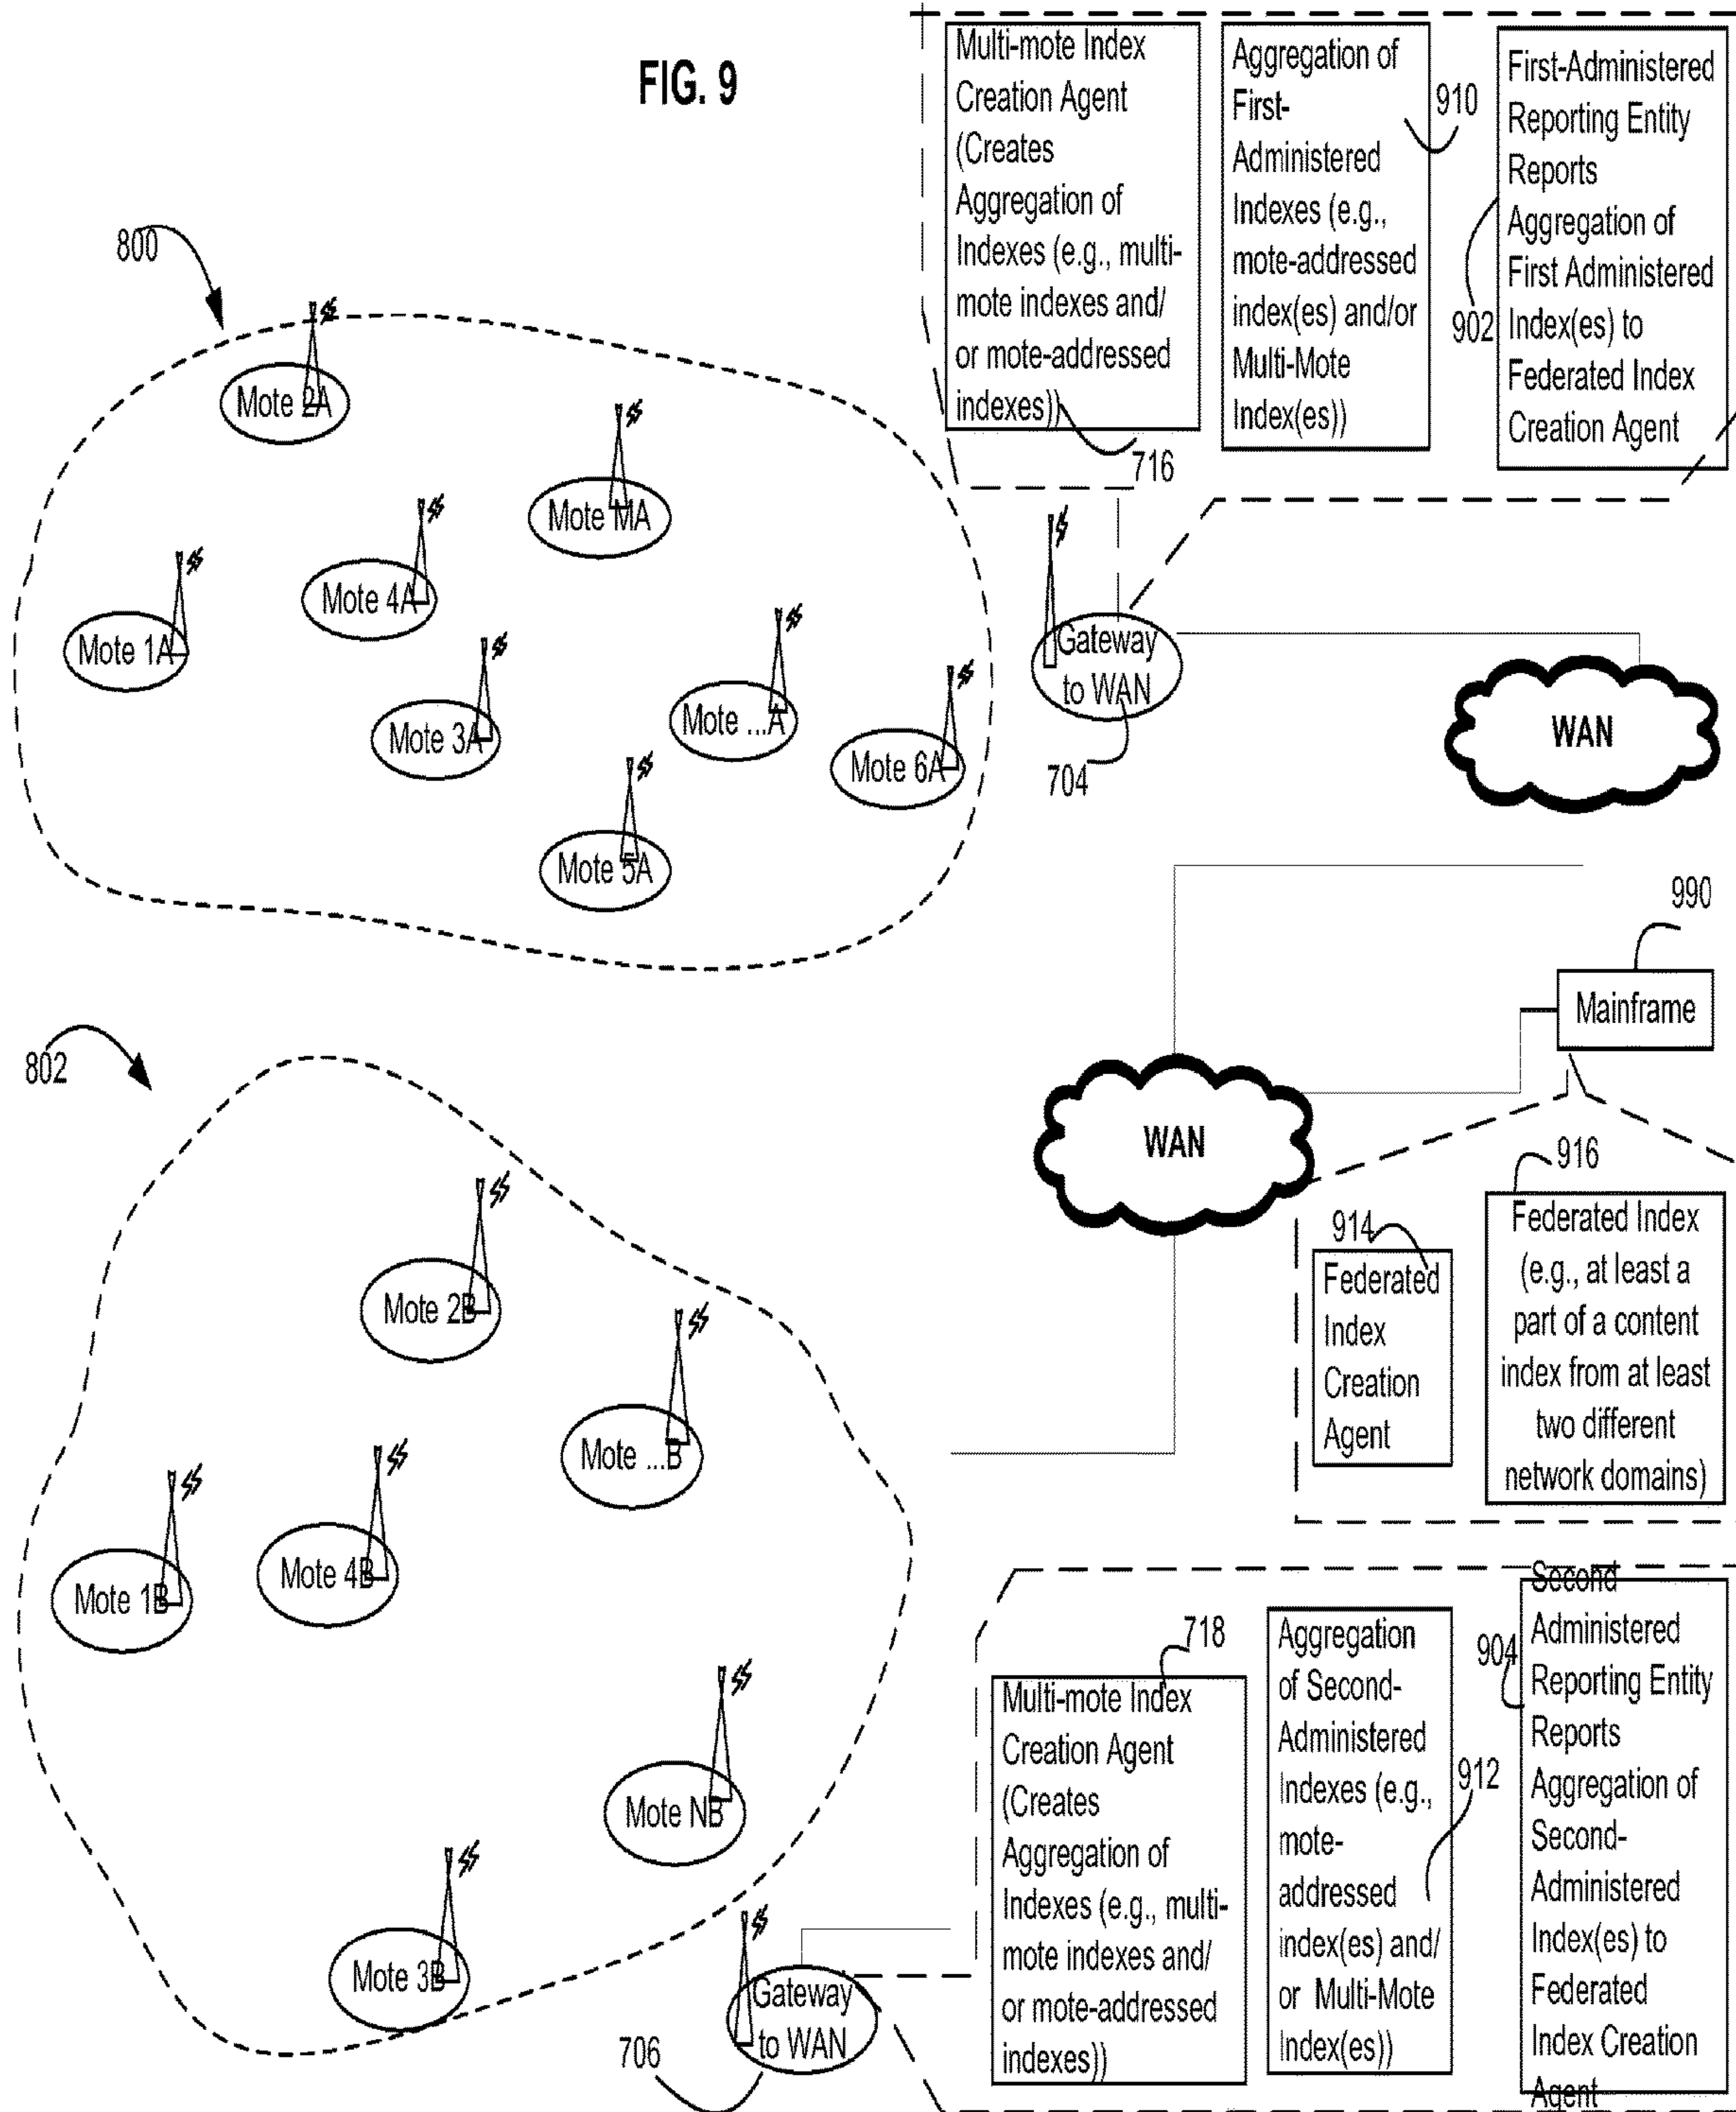 FIG. 9
Multi-mote Index
Creation Agent
(Creates
Aggregation of
Indexes (e.g., multi-
mote indexes and/
or mote-addressed
indexes))
716
Aggregation of
First-
Administered
Indexes (e.g.,
mote-addressed
index(es) and/or
Multi-Mote
Index(es))
910
First-Administered
Reporting Entity
Reports
Aggregation of
First Administered
Index(es) to
Federated Index
Creation Agent
902
800
Mote 2A
Mote MA
Mote 4A
Mote 1A
Mote 3A
Mote ...A
Mote 6A
Mote 5A
Gateway
to WAN
704
WAN
990
Mainframe
802
WAN
916
914
Federated
Index
Creation
Agent
Federated Index
(e.g., at least a
part of a content
index from at least
two different
network domains)
Mote 2B
Mote ...B
Mote 1B
Mote 4B
Mote NB
Mote 3B
Gateway
to WAN
706
718
Multi-mote Index
Creation Agent
(Creates
Aggregation of
Indexes (e.g., multi-
mote indexes and/
or mote-addressed
indexes))
Aggregation
of Second-
Administered
Indexes (e.g.,
mote-
addressed
index(es) and/
or Multi-Mote
Index(es))
912
904
Second
Administered
Reporting Entity
Reports
Aggregation of
Second-
Administered
Index(es) to
Federated
Index Creation
Agent